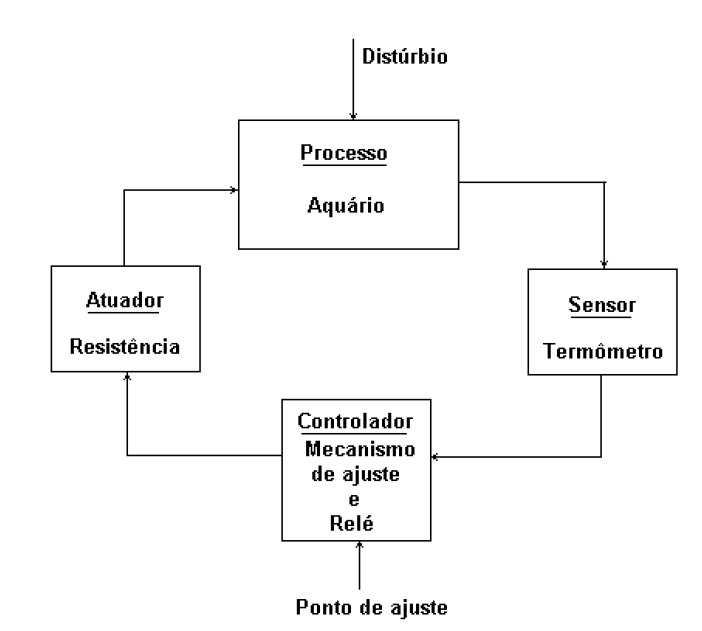 Distúrbio
Processo
Aquário
Atuador
Resistência
Sensor
Termômetro
Controlador
Mecanismo
de ajuste
e
Relé
Ponto de ajuste